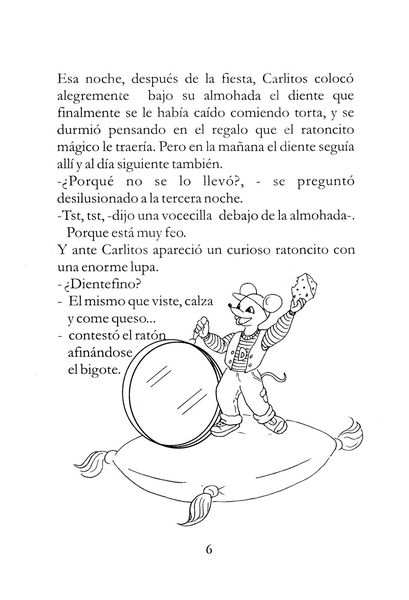 Esa noche, después de la fiesta, Carlitos colocó
alegremente bajo su almohada el diente que
finalmente se le había caído comiendo torta, y se
durmió pensando en el regalo que el ratoncito
mágico le traería. Pero en la mañana el diente seguía
allí y al día siguiente también.
-¿Porqué no se lo llevó?, - se preguntó
desilusionado a la tercera noche.
-Tst, tst, -dijo una vocecilla debajo de la almohada-.
Porque está muy feo.
Y ante Carlitos apareció un curioso ratoncito con
una enorme lupa.
- ¿Dientefino?
- El mismo que viste, calza
y come queso...
- contestó el ratón
afinándose
el bigote.
D
6